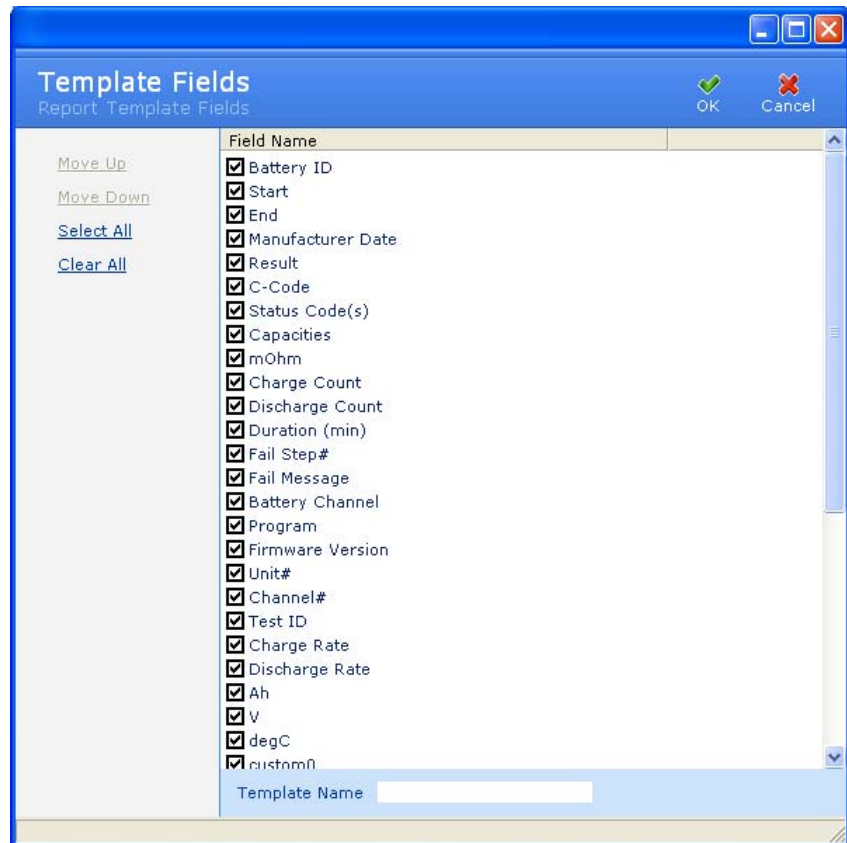 Template Fields
Report Template Fields
OK
Cancel
Move Up
Move Down
Select All
Clear All
Field Name
Battery ID
Start
End
Manufacturer Date
Result
C-Code
Status Code(s)
Capacities
mOhm
Charge Count
Discharge Count
Duration (min)
Fail Step#
Fail Message
Battery Channel
Program
Firmware Version
Unit#
Channel#
Test ID
Charge Rate
Discharge Rate
Ah
V
degC
custom0
Template Name